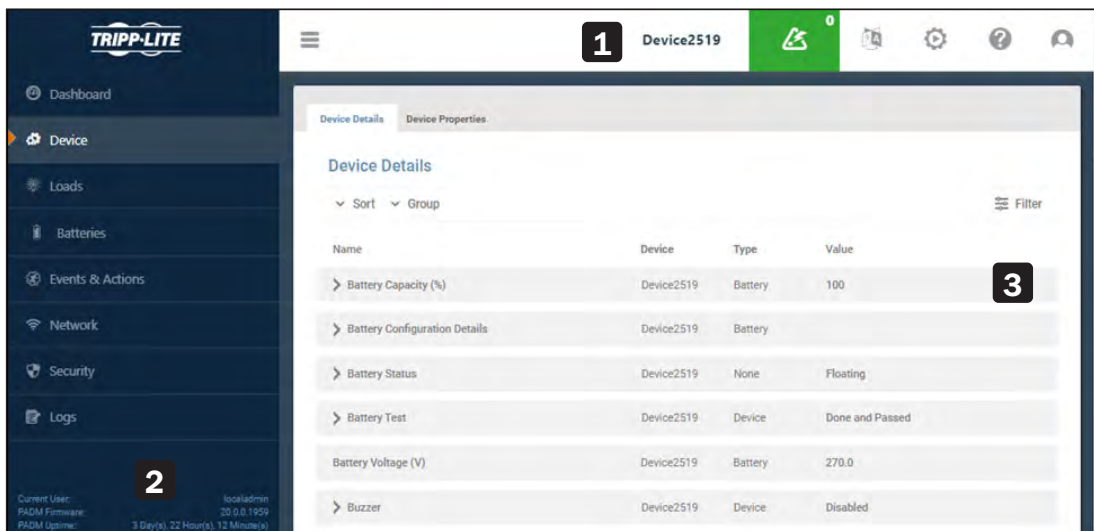 TRIPP·LITE
1 Device2519 0
Dashboard
Device
Loads
Batteries
Events & Actions
Network
Security
Logs
2
Current User: localadmin
PADM Firmware: 20.0.0.1959
PADM Uptime: 3 Day(s), 22 Hour(s), 12 Minute(s)
Device Details Device Properties
Device Details
Sort Group Filter
Name Device Type Value
Battery Capacity (%) Device2519 Battery 100 3
Battery Configuration Details Device2519 Battery
Battery Status Device2519 None Floating
Battery Test Device2519 Device Done and Passed
Battery Voltage (V) Device2519 Battery 270.0
Buzzer Device2519 Device Disabled